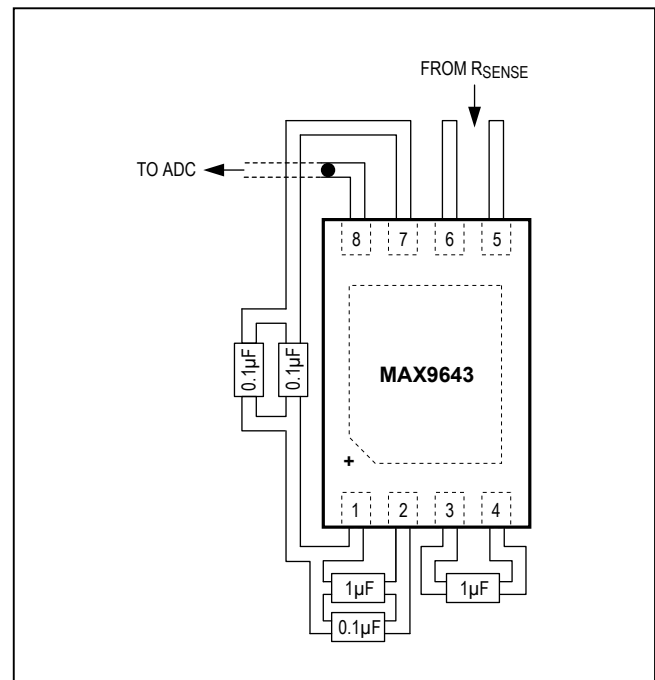 FROM RSENSE
TO ADC
8 7 6 5
0.1µF 0.1µF
MAX9643
+
1 2 3 4
1µF 1µF
0.1µF